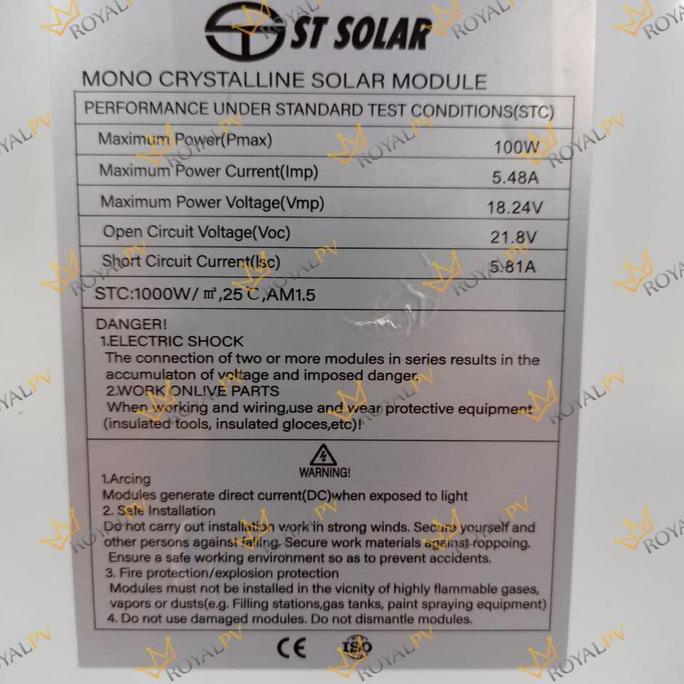 ST SOLAR
MONO CRYSTALLINE SOLAR MODULE
PERFORMANCE UNDER STANDARD TEST CONDITIONS(STC)
Maximum Power(Pmax) 100W
Maximum Power Current(Imp) 5.48A
Maximum Power Voltage(Vmp) 18.24V
Open Circuit Voltage(Voc) 21.8V
Short Circuit Current(Isc) 5.81A
STC:1000W/㎡,25℃,AM1.5
DANGER!
1.ELECTRIC SHOCK
The connection of two or more modules in series results in the
accumulaton of voltage and imposed danger.
2.WORK ONLIVE PARTS
When working and wiring,use and wear protective equipment
(insulated tools, insulated gloces,etc)!
WARNING!
1.Arcing
Modules generate direct current(DC)when exposed to light
2. Safe Installation
Do not carry out installation work in strong winds. Secure yourself and
other persons against falling. Secure work materials against roppoing.
Ensure a safe working environment so as to prevent accidents.
3. Fire protection/explosion protection
Modules must not be installed in the vicnity of highly flammable gases,
vapors or dusts(e.g. Filling stations,gas tanks, paint spraying equipment)
4. Do not use damaged modules. Do not dismantle modules.
CE ISO
ROYALPV